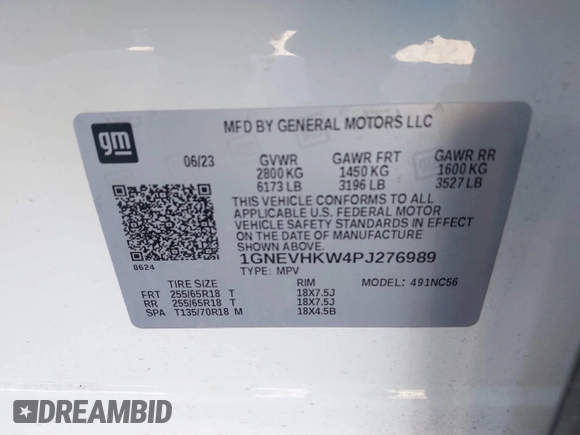 gm
MFD BY GENERAL MOTORS LLC
06/23 GVWR GAWR FRT GAWR RR
2800 KG 1450 KG 1600 KG
6173 LB 3196 LB 3527 LB
THIS VEHICLE CONFORMS TO ALL
APPLICABLE U.S. FEDERAL MOTOR
VEHICLE SAFETY STANDARDS IN EFFECT
ON THE DATE OF MANUFACTURE SHOWN ABOVE.
1GNEVHKW4PJ276989
8624
TYPE: MPV
TIRE SIZE RIM MODEL: 491NC56
FRT 255/65R18 T 18X7.5J
RR 255/65R18 T 18X7.5J
SPA T135/70R18 M 18X4.5B
DREAMBID